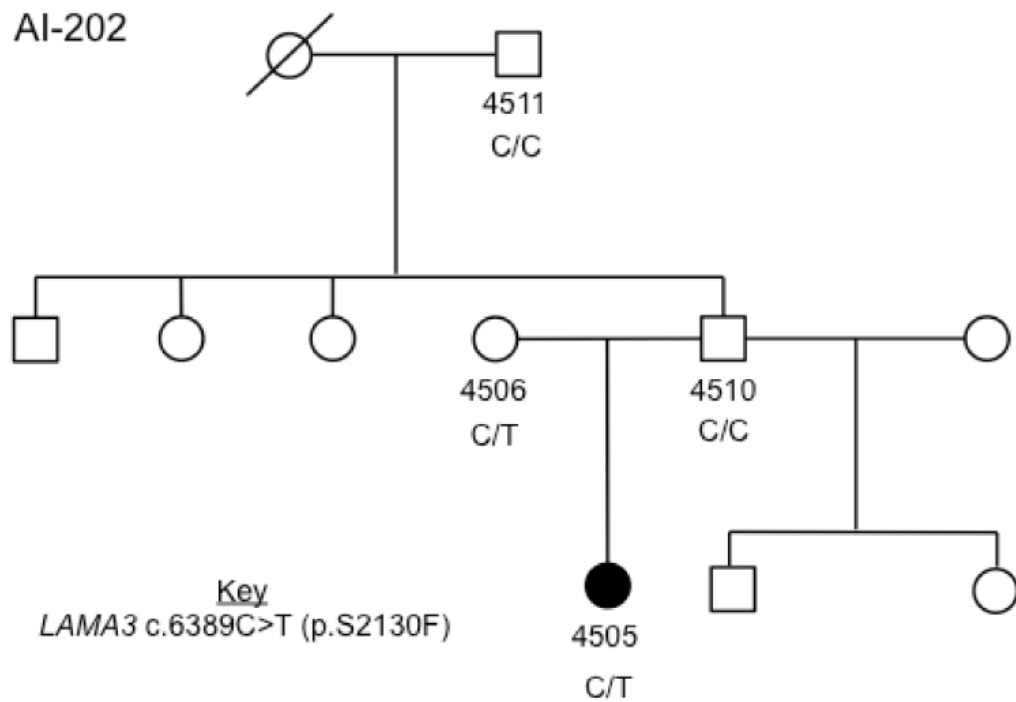 AI-202
4511
C/C
4506
4510
C/T
C/C
Key
LAMA3 c.6389C>T (p.S2130F)
4505
C/T